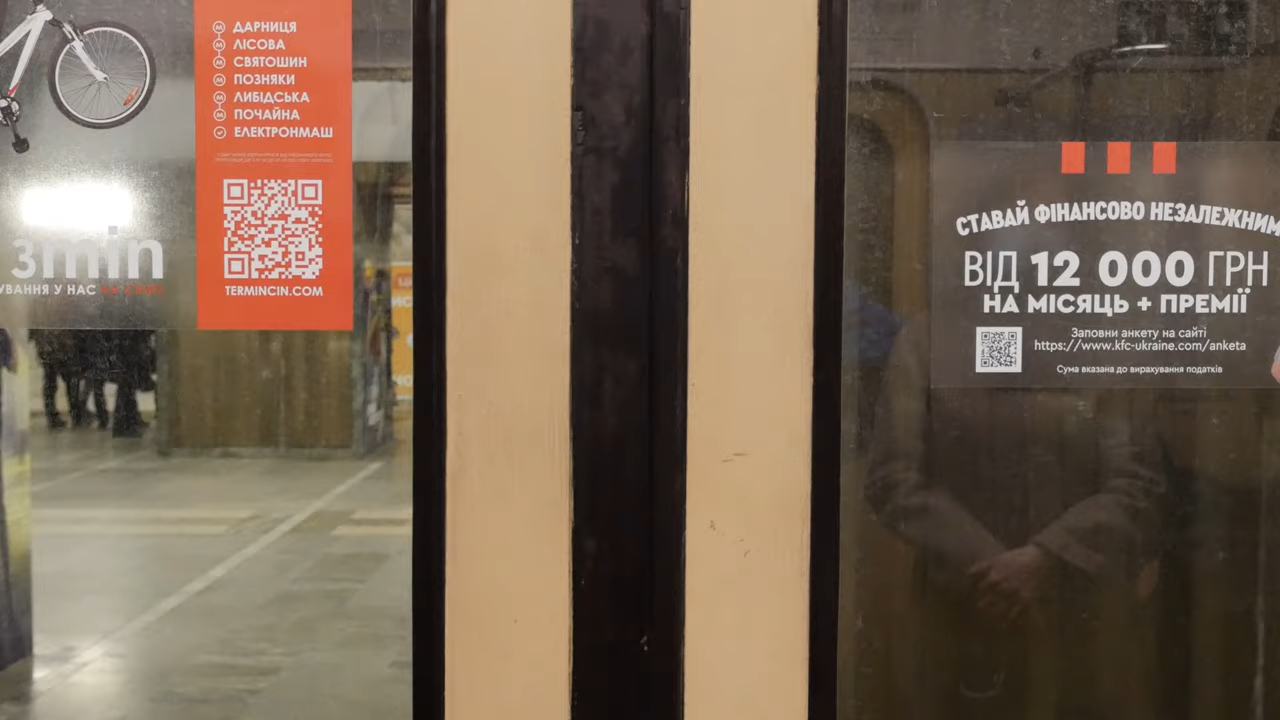 ДАРНИЦЯ
ЛІСОВА
СВЯТОШИН
ПОЗНЯКИ
ЛИБІДСЬКА
ПОЧАЙНА
ЕЛЕКТРОНМАШ
TERMINCIN.COM
3min
УВАННЯ У НАС
СТАВАЙ ФІНАНСОВО НЕЗАЛЕЖНИМ
ВІД 12 000 ГРН
НА МІСЯЦЬ + ПРЕМІЇ
Заповни анкету на сайті
https://www.kfc-ukraine.com/anketa
Сума вказана до вирахування податків